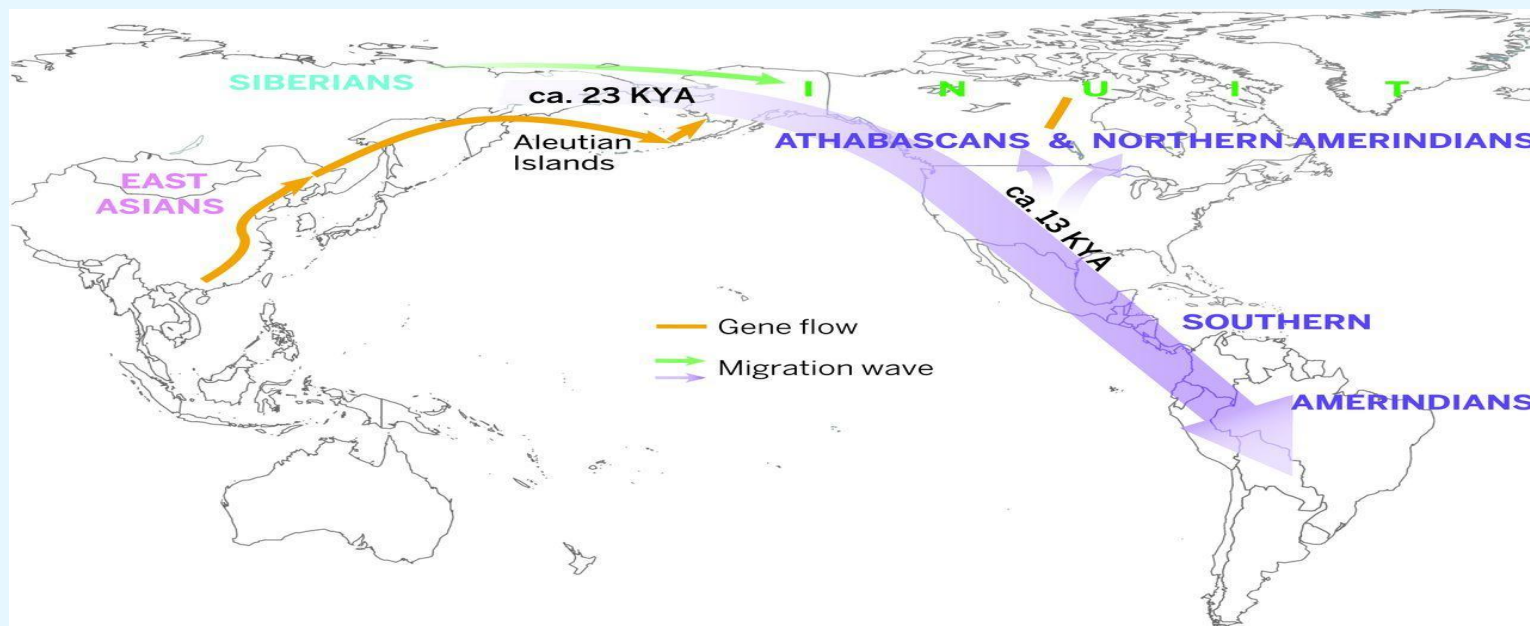 SIBERIANS
I N U I T
ca. 23 KYA
Aleutian
Islands
ATHABASCANS & NORTHERN AMERINDIANS
EAST
ASIANS
ca. 13 KYA
SOUTHERN
AMERINDIANS
Gene flow
Migration wave